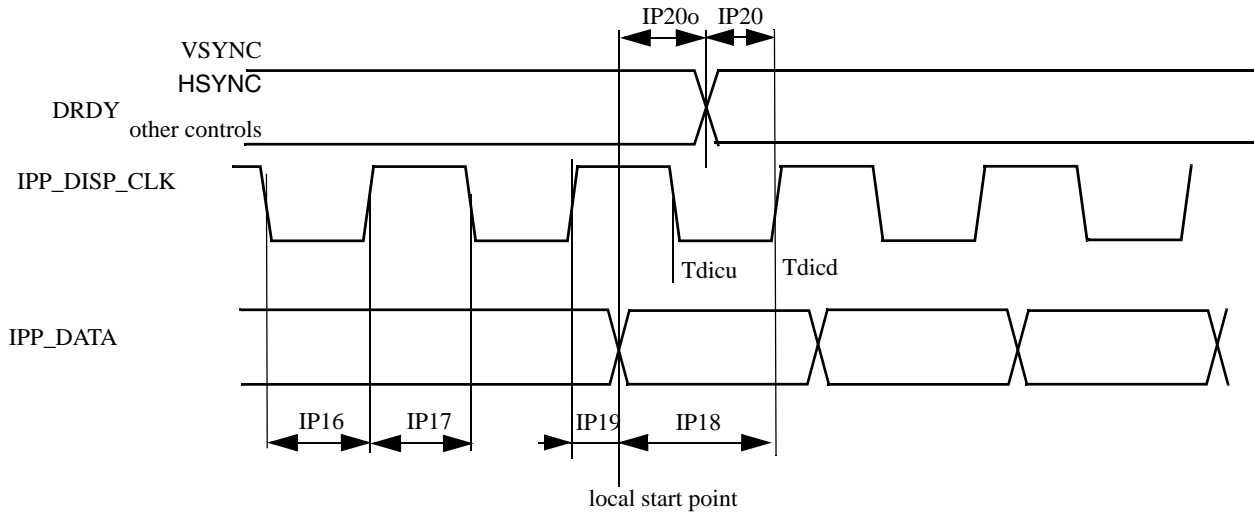 IP20o IP20
VSYNC
HSYNC
DRDY
other controls
IPP_DISP_CLK
Tdicu Tdicd
IPP_DATA
IP16 IP17 IP19 IP18
local start point